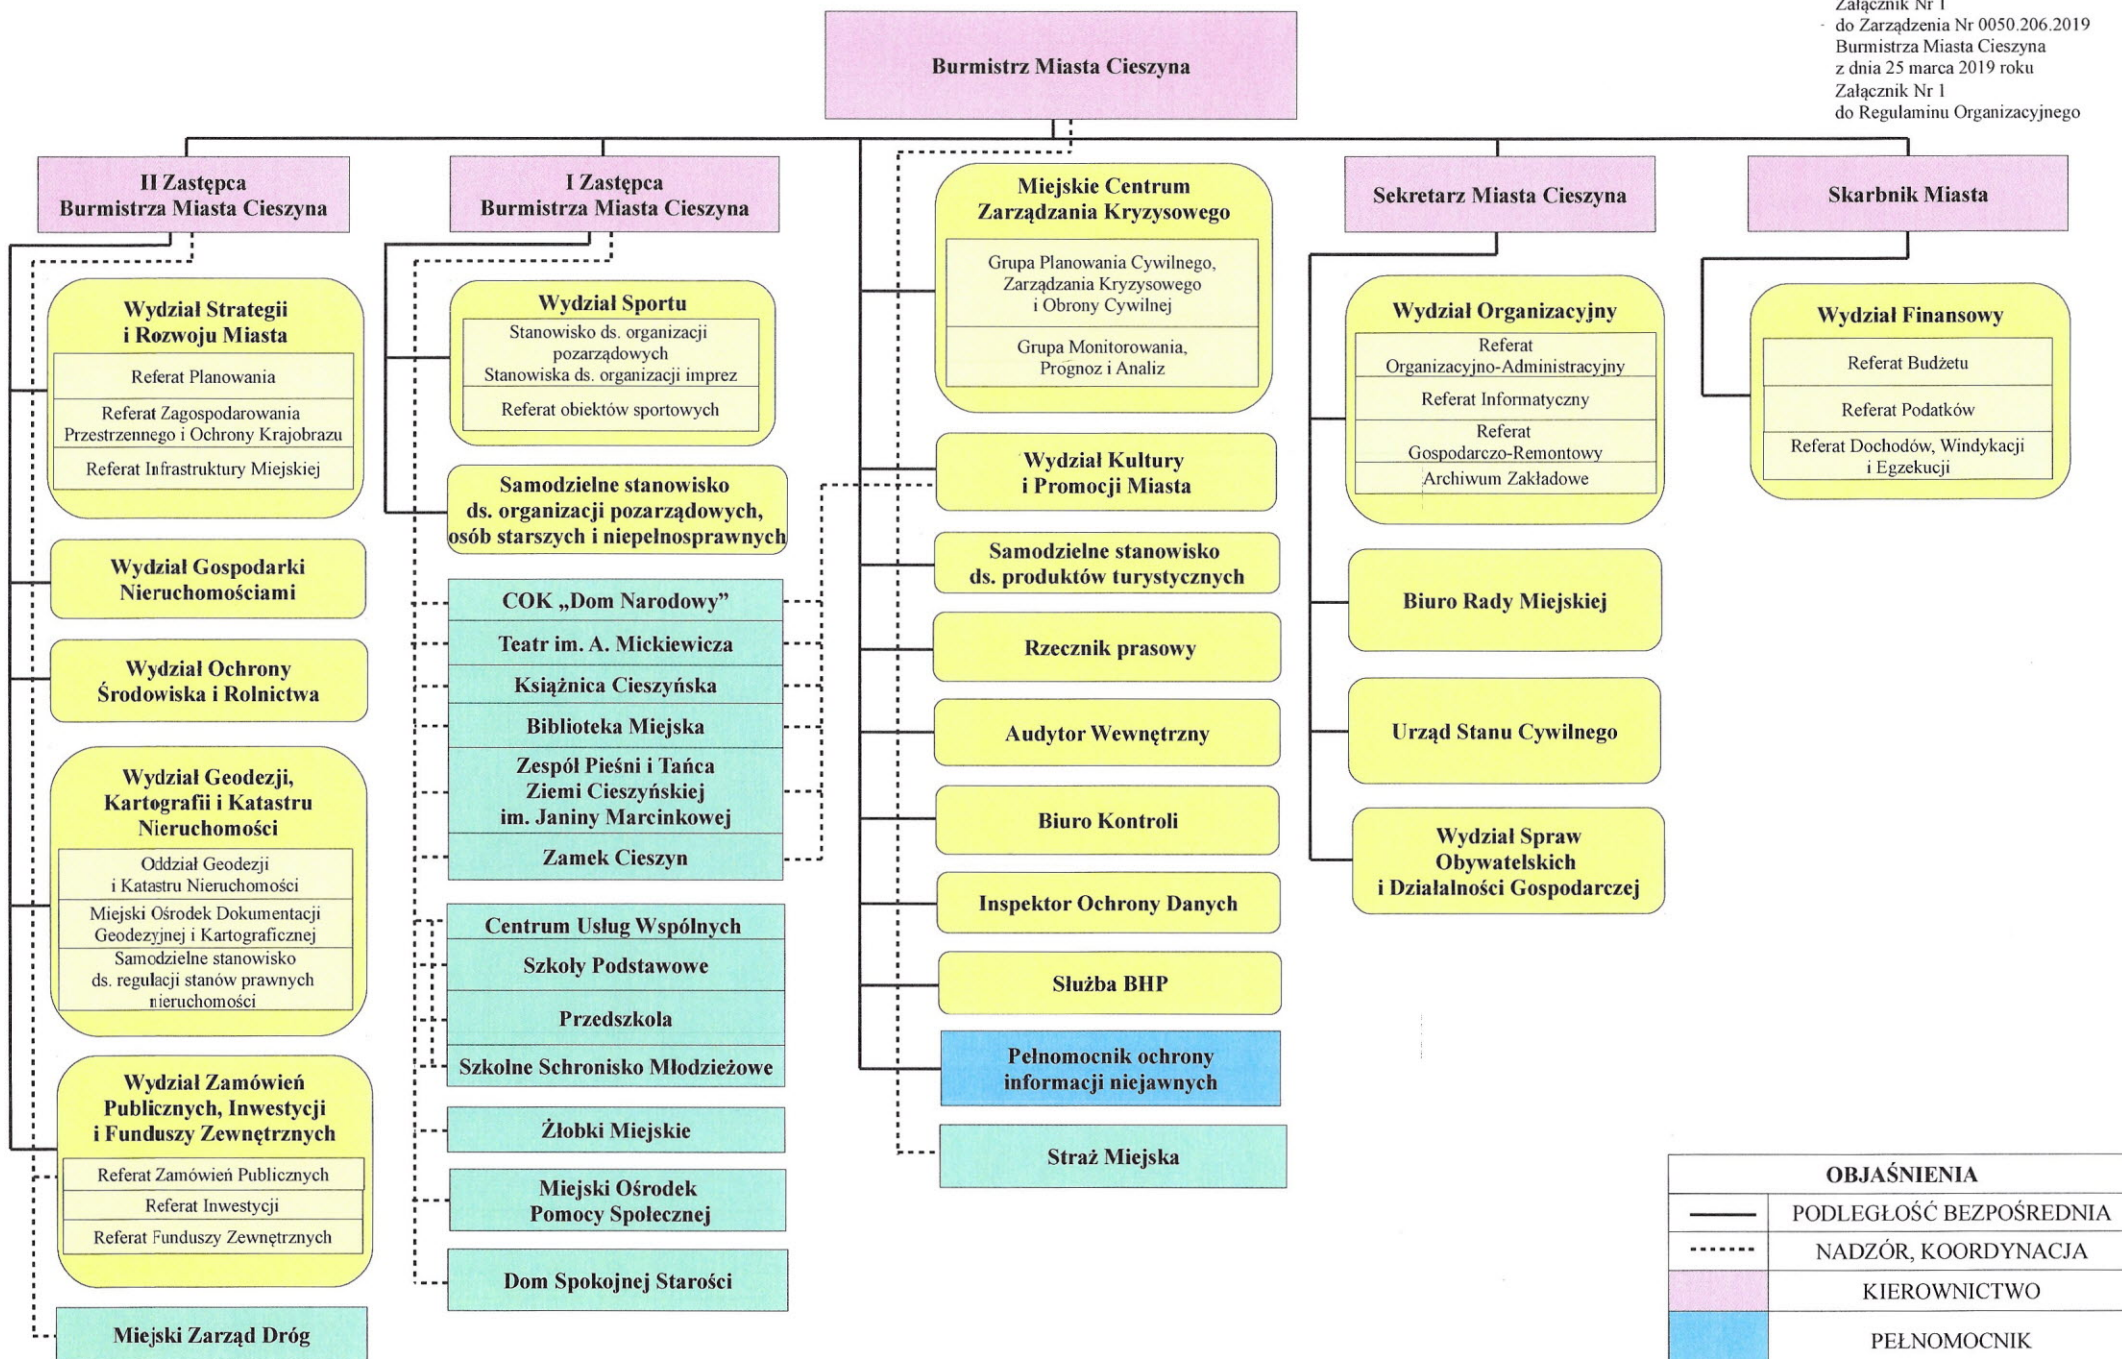 Załącznik Nr 1
do Zarządzenia Nr 0050.206.2019
Burmistrza Miasta Cieszyna
z dnia 25 marca 2019 roku
Załącznik Nr 1
do Regulaminu Organizacyjnego
Burmistrz Miasta Cieszyna
II Zastępca
Burmistrza Miasta Cieszyna
Wydział Strategii
i Rozwoju Miasta
Referat Planowania
Referat Zagospodarowania
Przestrzennego i Ochrony Krajobrazu
Referat Infrastruktury Miejskiej
Wydział Gospodarki
Nieruchomościami
Wydział Ochrony
Środowiska i Rolnictwa
Wydział Geodezji,
Kartografii i Katastru
Nieruchomości
Oddział Geodezji
i Katastru Nieruchomości
Miejski Ośrodek Dokumentacji
Geodezyjnej i Kartograficznej
Samodzielne stanowisko
ds. regulacji stanów prawnych
nieruchomości
Wydział Zamówień
Publicznych, Inwestycji
i Funduszy Zewnętrznych
Referat Zamówień Publicznych
Referat Inwestycji
Referat Funduszy Zewnętrznych
Miejski Zarząd Dróg
I Zastępca
Burmistrza Miasta Cieszyna
Wydział Sportu
Stanowisko ds. organizacji
pozarządowych
Stanowiska ds. organizacji imprez
Referat obiektów sportowych
Samodzielne stanowisko
ds. organizacji pozarządowych,
osób starszych i niepełnosprawnych
COK „Dom Narodowy”
Teatr im. A. Mickiewicza
Książnica Cieszyńska
Biblioteka Miejska
Zespół Pieśni i Tańca
Ziemi Cieszyńskiej
im. Janiny Marcinkowej
Zamek Cieszyn
Centrum Usług Wspólnych
Szkoły Podstawowe
Przedszkola
Szkolne Schronisko Młodzieżowe
Żłobki Miejskie
Miejski Ośrodek
Pomocy Społecznej
Dom Spokojnej Starości
Miejskie Centrum
Zarządzania Kryzysowego
Grupa Planowania Cywilnego,
Zarządzania Kryzysowego
i Obrony Cywilnej
Grupa Monitorowania,
Prognoz i Analiz
Wydział Kultury
i Promocji Miasta
Samodzielne stanowisko
ds. produktów turystycznych
Rzecznik prasowy
Audytor Wewnętrzny
Biuro Kontroli
Inspektor Ochrony Danych
Służba BHP
Pełnomocnik ochrony
informacji niejawnych
Straż Miejska
Sekretarz Miasta Cieszyna
Wydział Organizacyjny
Referat
Organizacyjno-Administracyjny
Referat Informatyczny
Referat
Gospodarczo-Remontowy
Archiwum Zakładowe
Biuro Rady Miejskiej
Urząd Stanu Cywilnego
Wydział Spraw
Obywatelskich
i Działalności Gospodarczej
Skarbnik Miasta
Wydział Finansowy
Referat Budżetu
Referat Podatków
Referat Dochodów, Windykacji
i Egzekucji
OBJAŚNIENIA
PODLEGŁOŚĆ BEZPOŚREDNIA
NADZÓR, KOORDYNACJA
KIEROWNICTWO
PEŁNOMOCNIK